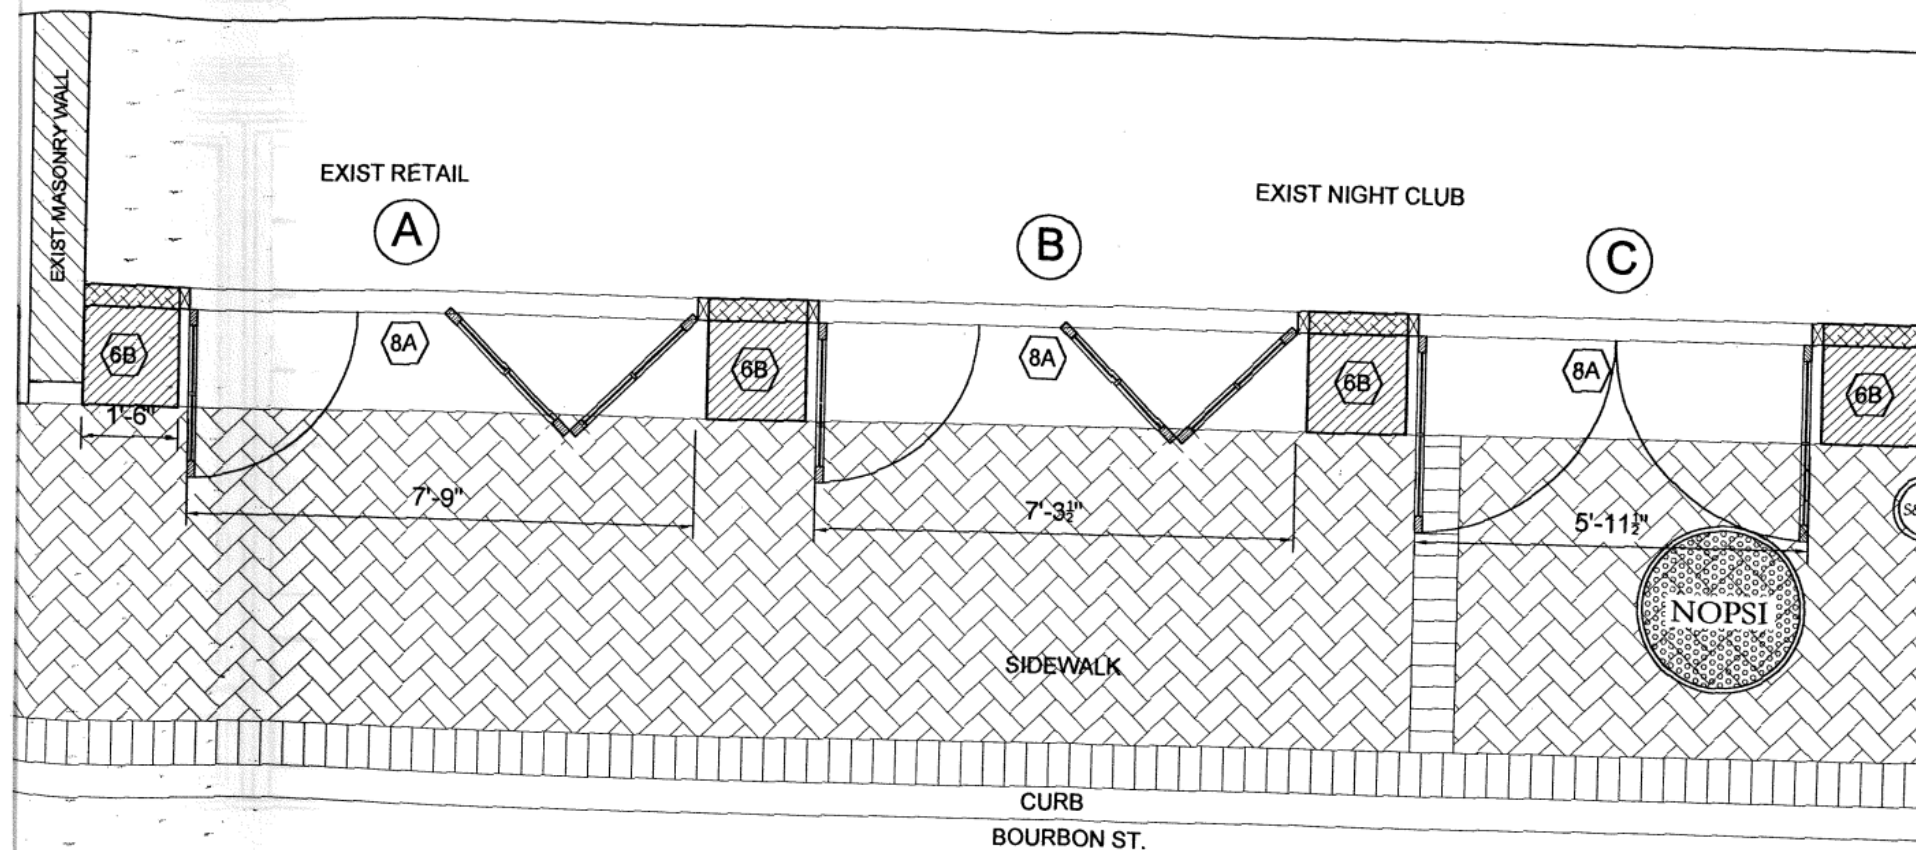 EXIST MASONRY WALL
EXIST RETAIL
EXIST NIGHT CLUB
A
B
C
6B
8A
6B
8A
6B
8A
6B
1'-6"
7'-9"
7'-3½"
5'-11½"
NOPSI
SIDEWALK
CURB
BOURBON ST.